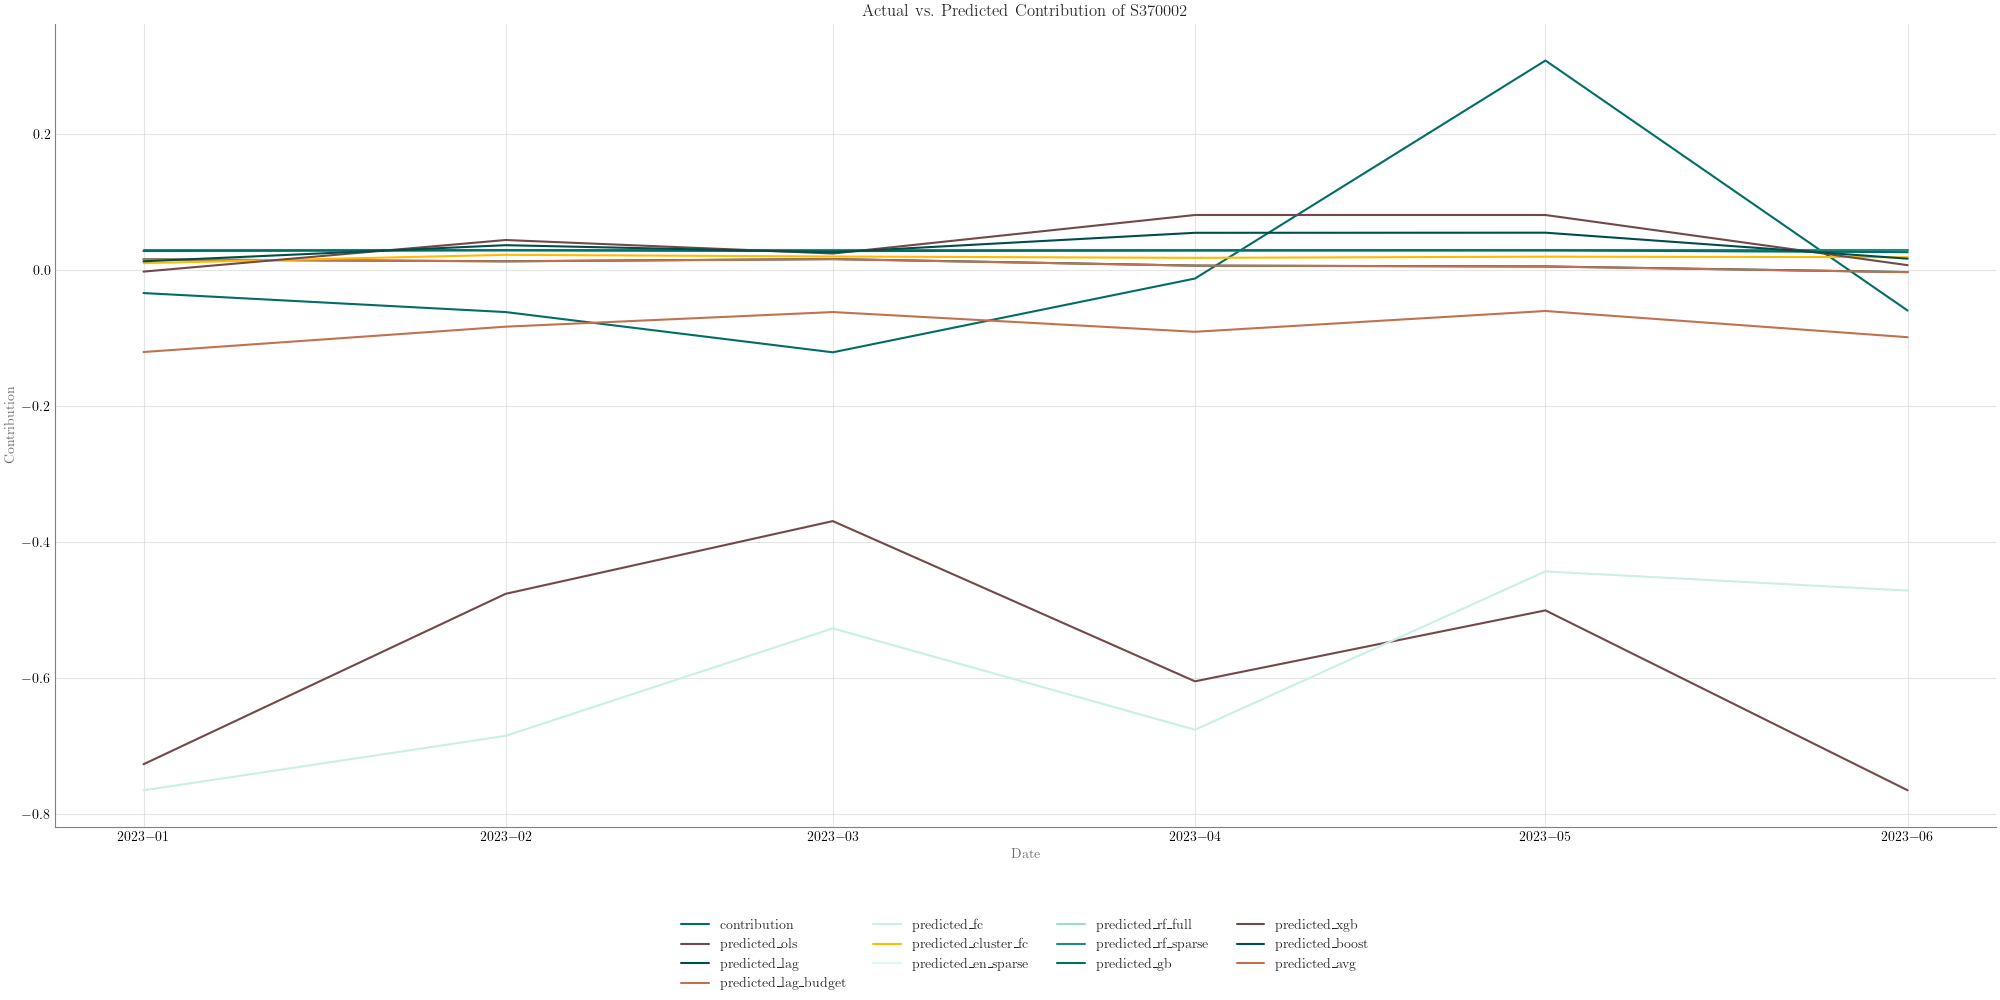 Actual vs. Predicted Contribution of S370002
0.2
0.0
−0.2
−0.4
−0.6
−0.8
Contribution
2023−01 2023−02 2023−03 2023−04 2023−05 2023−06
Date
contribution predicted_fc predicted_rf_full predicted_xgb
predicted_ols predicted_cluster_fc predicted_rf_sparse predicted_boost
predicted_lag predicted_en_sparse predicted_gb predicted_avg
predicted_lag_budget